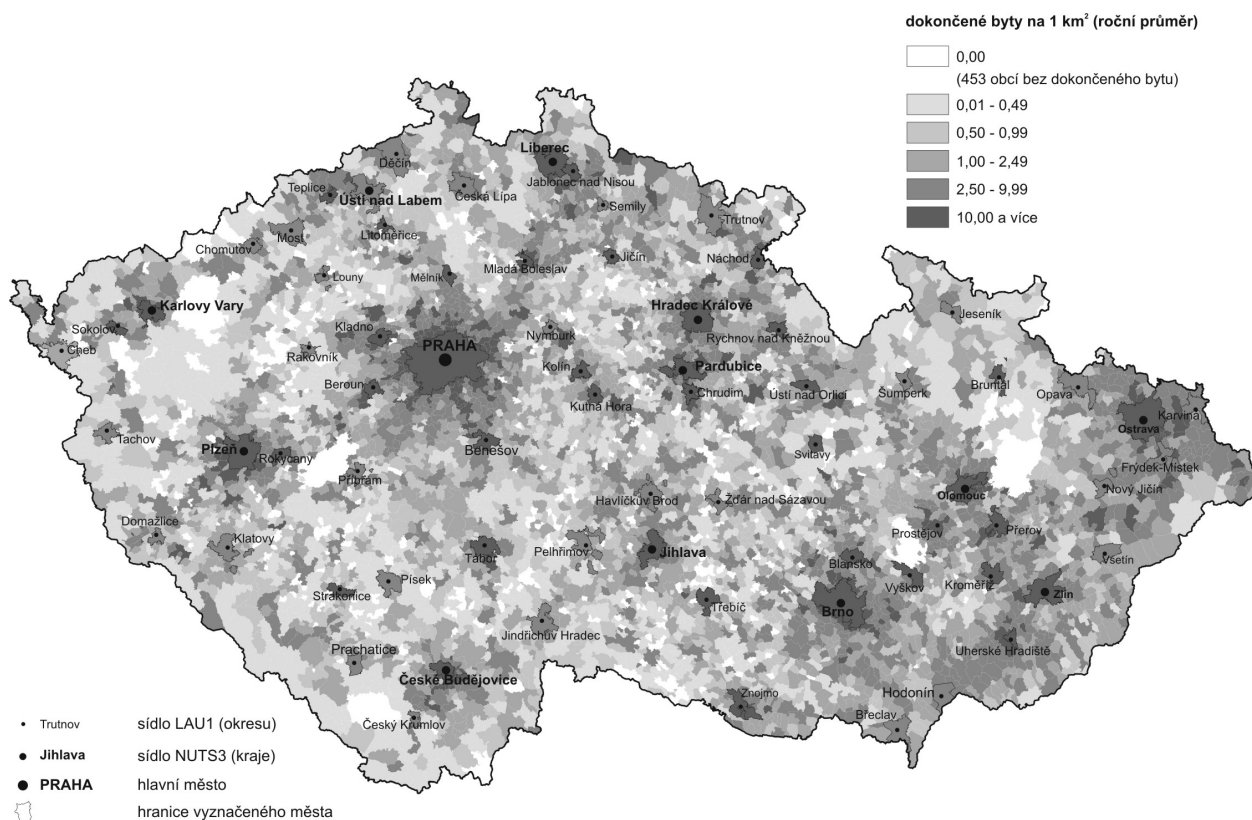 dokončené byty na 1 km² (roční průměr)
0,00
(453 obcí bez dokončeného bytu)
0,01 - 0,49
0,50 - 0,99
1,00 - 2,49
2,50 - 9,99
10,00 a více
Děčín
Liberec
Jablonec nad Nisou
Teplice
Ústí nad Labem
Česká Lípa
Semily
Trutnov
Most
Litoměřice
Chomutov
Louny
Mělník
Mladá Boleslav
Jičín
Náchod
Karlovy Vary
Hradec Králové
Jeseník
Sokolov
Kladno
Nymburk
Rychnov nad Kněžnou
Cheb
Rakovník
PRAHA
Kolín
Pardubice
Beroun
Kutná Hora
Chrudim
Ústí nad Orlicí
Šumperk
Bruntál
Opava
Karviná
Ostrava
Tachov
Plzeň
Rokycany
Benešov
Svitavy
Frýdek-Místek
Příbram
Havlíčkův Brod
Žďár nad Sázavou
Olomouc
Nový Jičín
Domažlice
Klatovy
Prostějov
Přerov
Tábor
Pelhřimov
Jihlava
Blansko
Vsetín
Písek
Vyškov
Kroměříž
Strakonice
Třebíč
Brno
Zlín
Jindřichův Hradec
Prachatice
Uherské Hradiště
České Budějovice
Znojmo
Hodonín
Český Krumlov
Břeclav
Trutnov
sídlo LAU1 (okresu)
Jihlava
sídlo NUTS3 (kraje)
PRAHA
hlavní město
hranice vyznačeného města